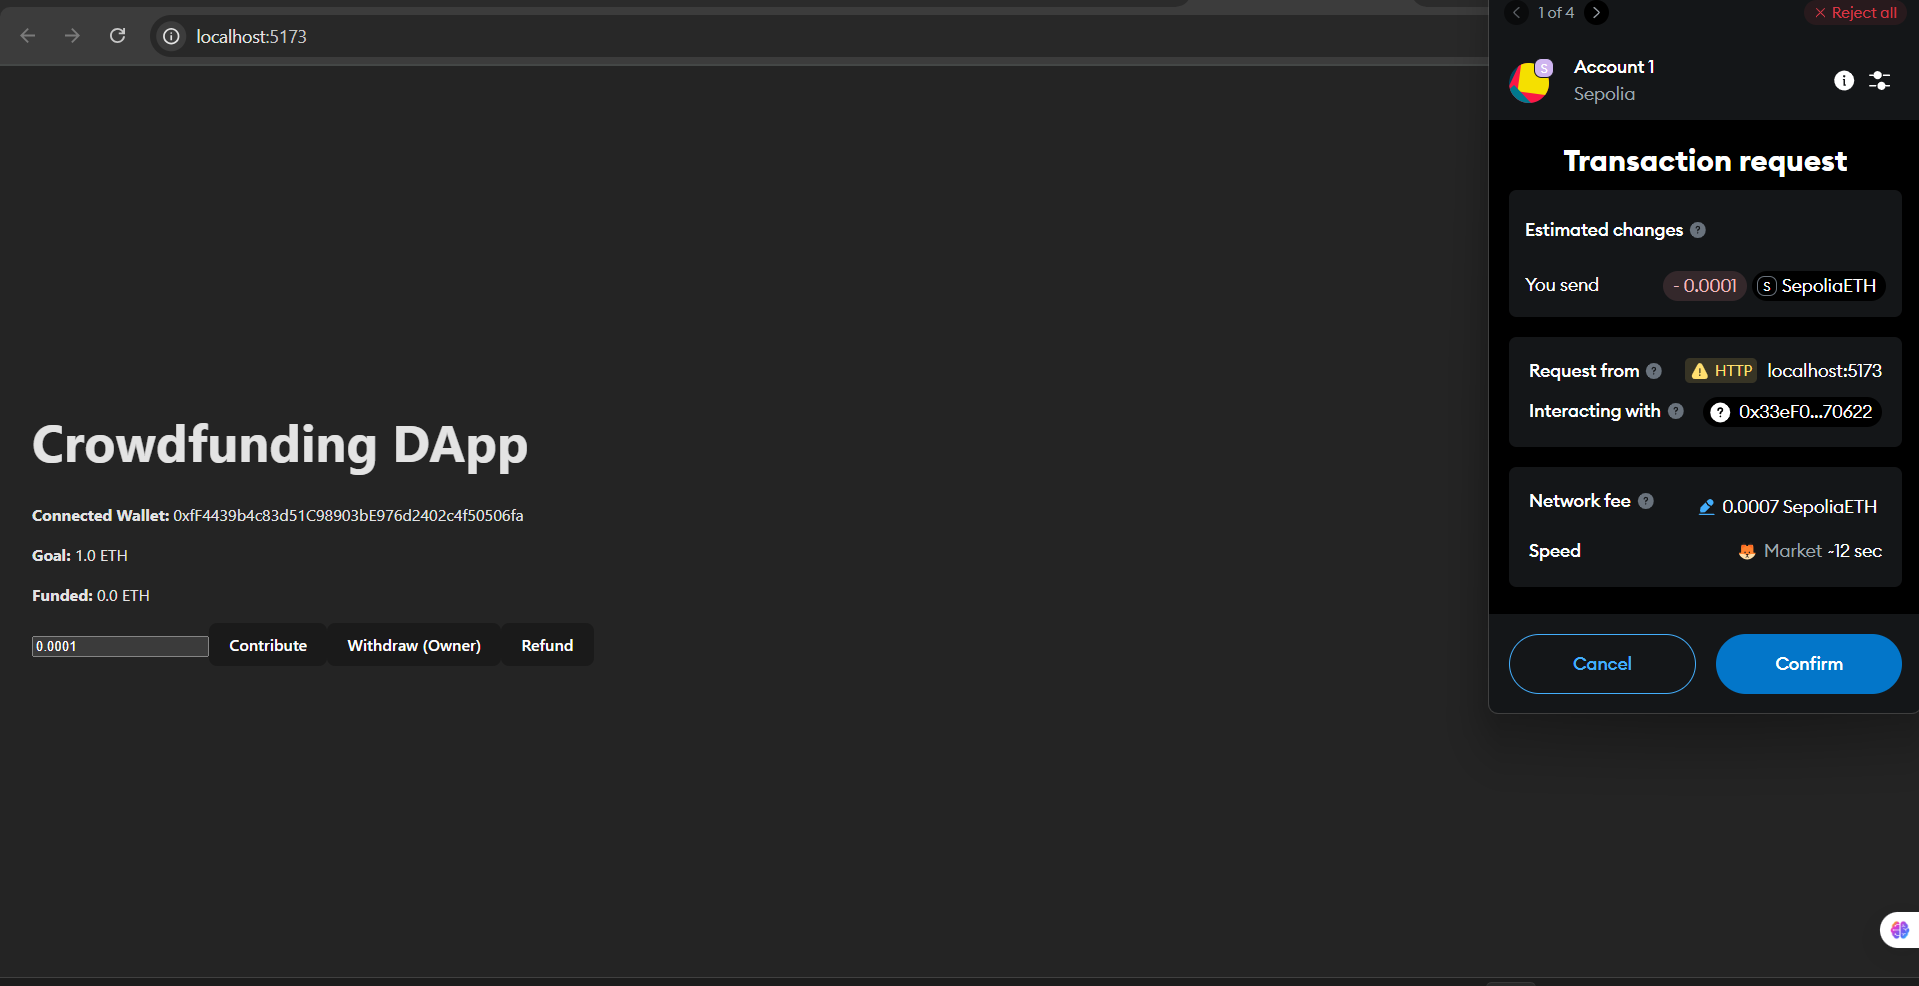 localhost:5173
Crowdfunding DApp
Connected Wallet: 0xfF4439b4c83d51C98903bE976d2402c4f50506fa
Goal: 1.0 ETH
Funded: 0.0 ETH
0.0001 Contribute Withdraw (Owner) Refund
1 of 4 Reject all
S
Account 1
Sepolia
Transaction request
Estimated changes ?
You send - 0.0001 S SepoliaETH
Request from ? HTTP localhost:5173
Interacting with ? ? 0x33eF0...70622
Network fee ? 0.0007 SepoliaETH
Speed Market ~12 sec
Cancel Confirm